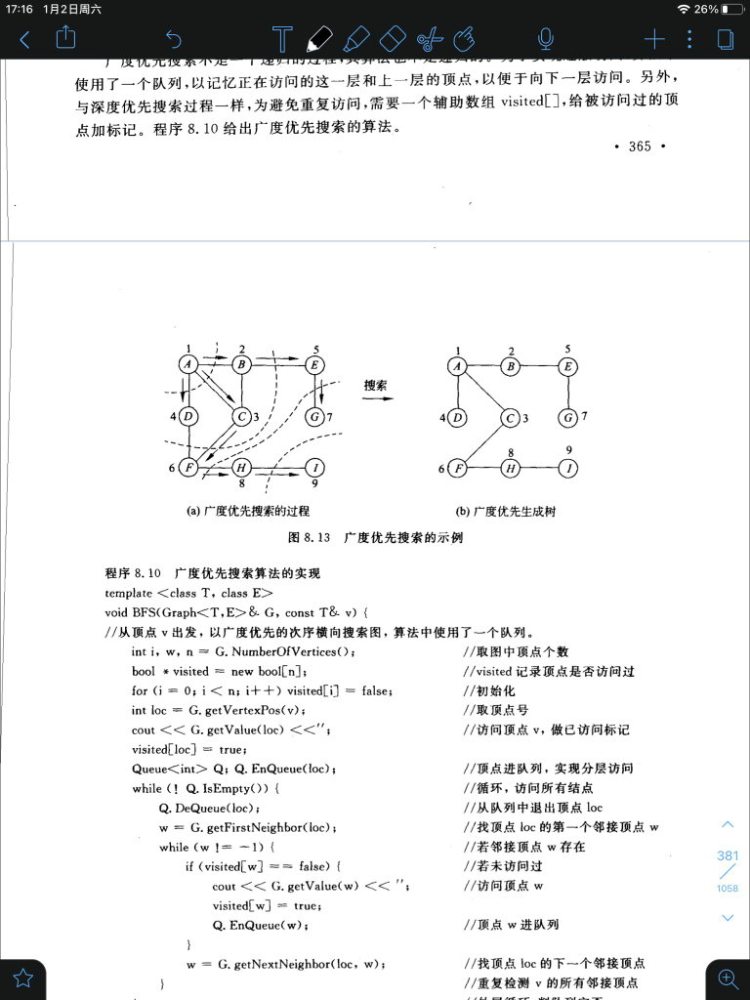 17:16 1月2日周六
26%
广度优先搜索不是一个递归的过程,其算法也不是递归的。为了实现
使用了一个队列,以记忆正在访问的这一层和上一层的顶点,以便于向下一层访问。另外,
与深度优先搜索过程一样,为避免重复访问,需要一个辅助数组 visited[],给被访问过的顶
点加标记。程序 8.10 给出广度优先搜索的算法。
• 365 •
1 2 5
A B E
4 D C 3 G 7
6 F H I
8 9
(a) 广度优先搜索的过程
搜索
1 2 5
A B E
4 D C 3 G 7
8 9
6 F H I
(b) 广度优先生成树
图 8.13 广度优先搜索的示例
程序 8.10 广度优先搜索算法的实现
template <class T, class E>
void BFS(Graph<T,E>& G, const T& v) {
//从顶点 v 出发, 以广度优先的次序横向搜索图, 算法中使用了一个队列。
int i, w, n = G. NumberOfVertices(); //取图中顶点个数
bool * visited = new bool[n]; //visited 记录顶点是否访问过
for (i = 0; i < n; i++) visited[i] = false; //初始化
int loc = G. getVertexPos(v); //取顶点号
cout << G. getValue(loc) <<''; //访问顶点 v, 做已访问标记
visited[loc] = true;
Queue<int> Q; Q. EnQueue(loc); //顶点进队列, 实现分层访问
while (! Q. IsEmpty()) { //循环, 访问所有结点
Q. DeQueue(loc); //从队列中退出顶点 loc
w = G. getFirstNeighbor(loc); //找顶点 loc 的第一个邻接顶点 w
while (w != -1) { //若邻接顶点 w 存在
if (visited[w] == false) { //若未访问过
cout << G. getValue(w) << ''; //访问顶点 w
visited[w] = true;
Q. EnQueue(w); //顶点 w 进队列
}
w = G. getNextNeighbor(loc, w); //找顶点 loc 的下一个邻接顶点
} //重复检测 v 的所有邻接顶点
381
1058